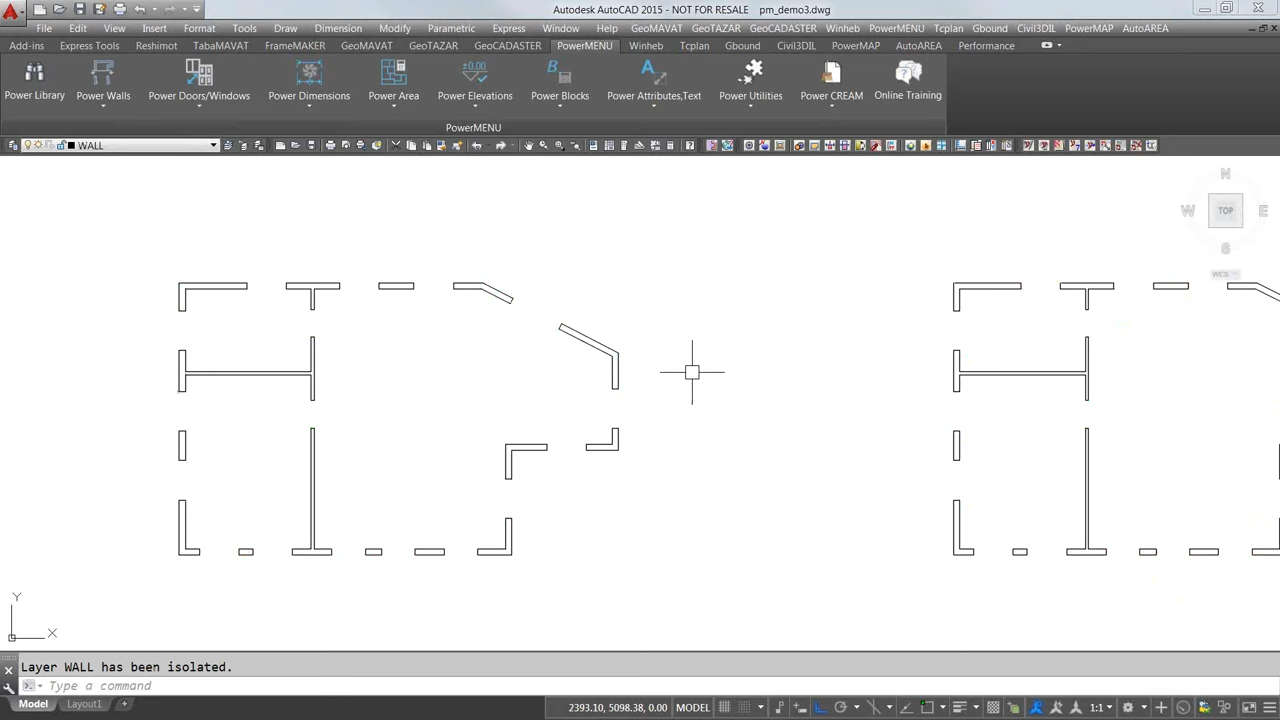 Autodesk AutoCAD 2015 - NOT FOR RESALE pm_demo3.dwg
File Edit View Insert Format Tools Draw Dimension Modify Parametric Express Window Help GeoMAVAT GeoTAZAR GeoCADASTER PowerMENU Tcplan Gbound Civil3DIL PowerMAP AutoAREA
Add-ins Express Tools Reshimot TabaMAVAT FrameMAKER GeoMAVAT GeoTAZAR GeoCADASTER PowerMENU Winheb Tcplan Gbound Civil3DIL PowerMAP AutoAREA Performance
Power Library Power Walls Power Doors/Windows Power Dimensions Power Area Power Elevations Power Blocks Power Attributes,Text Power Utilities Power CREAM Online Training
PowerMENU
WALL
N
W TOP E
S
WCS
Y
X
Layer WALL has been isolated.
Type a command
Model Layout1 + 2393.10, 5098.38, 0.00 MODEL 1:1